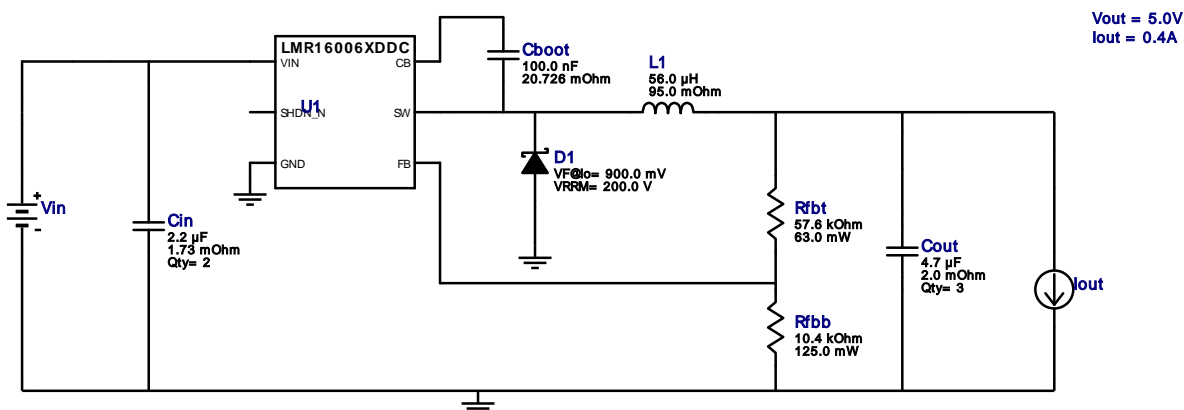 Vout = 5.0V
Iout = 0.4A
LMR16006XDDC
VIN
CB
SHDN_N
U1
SW
GND
FB
Cboot
100.0 nF
20.726 mOhm
L1
56.0 µH
95.0 mOhm
D1
VF@Io= 900.0 mV
VRRM= 200.0 V
+
Vin
-
Cin
2.2 µF
1.73 mOhm
Qty= 2
Rfbt
57.6 kOhm
63.0 mW
Cout
4.7 µF
2.0 mOhm
Qty= 3
Iout
Rfbb
10.4 kOhm
125.0 mW